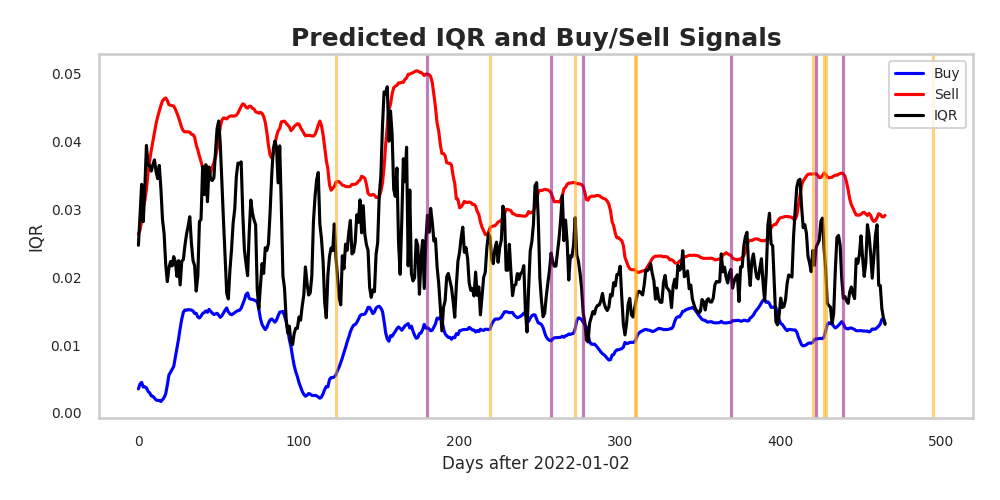 Predicted IQR and Buy/Sell Signals
IQR
0.05
0.04
0.03
0.02
0.01
0.00
Buy
Sell
IQR
0
100
200
300
400
500
Days after 2022-01-02